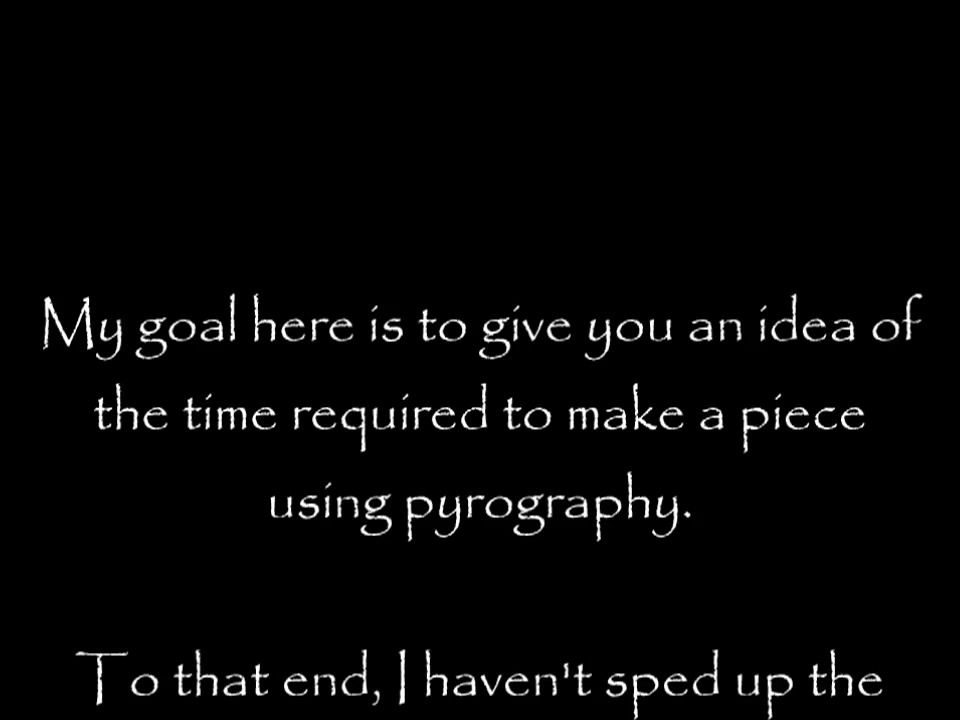 My goal here is to give you an idea of
the time required to make a piece
using pyrography.
To that end, I haven't sped up the